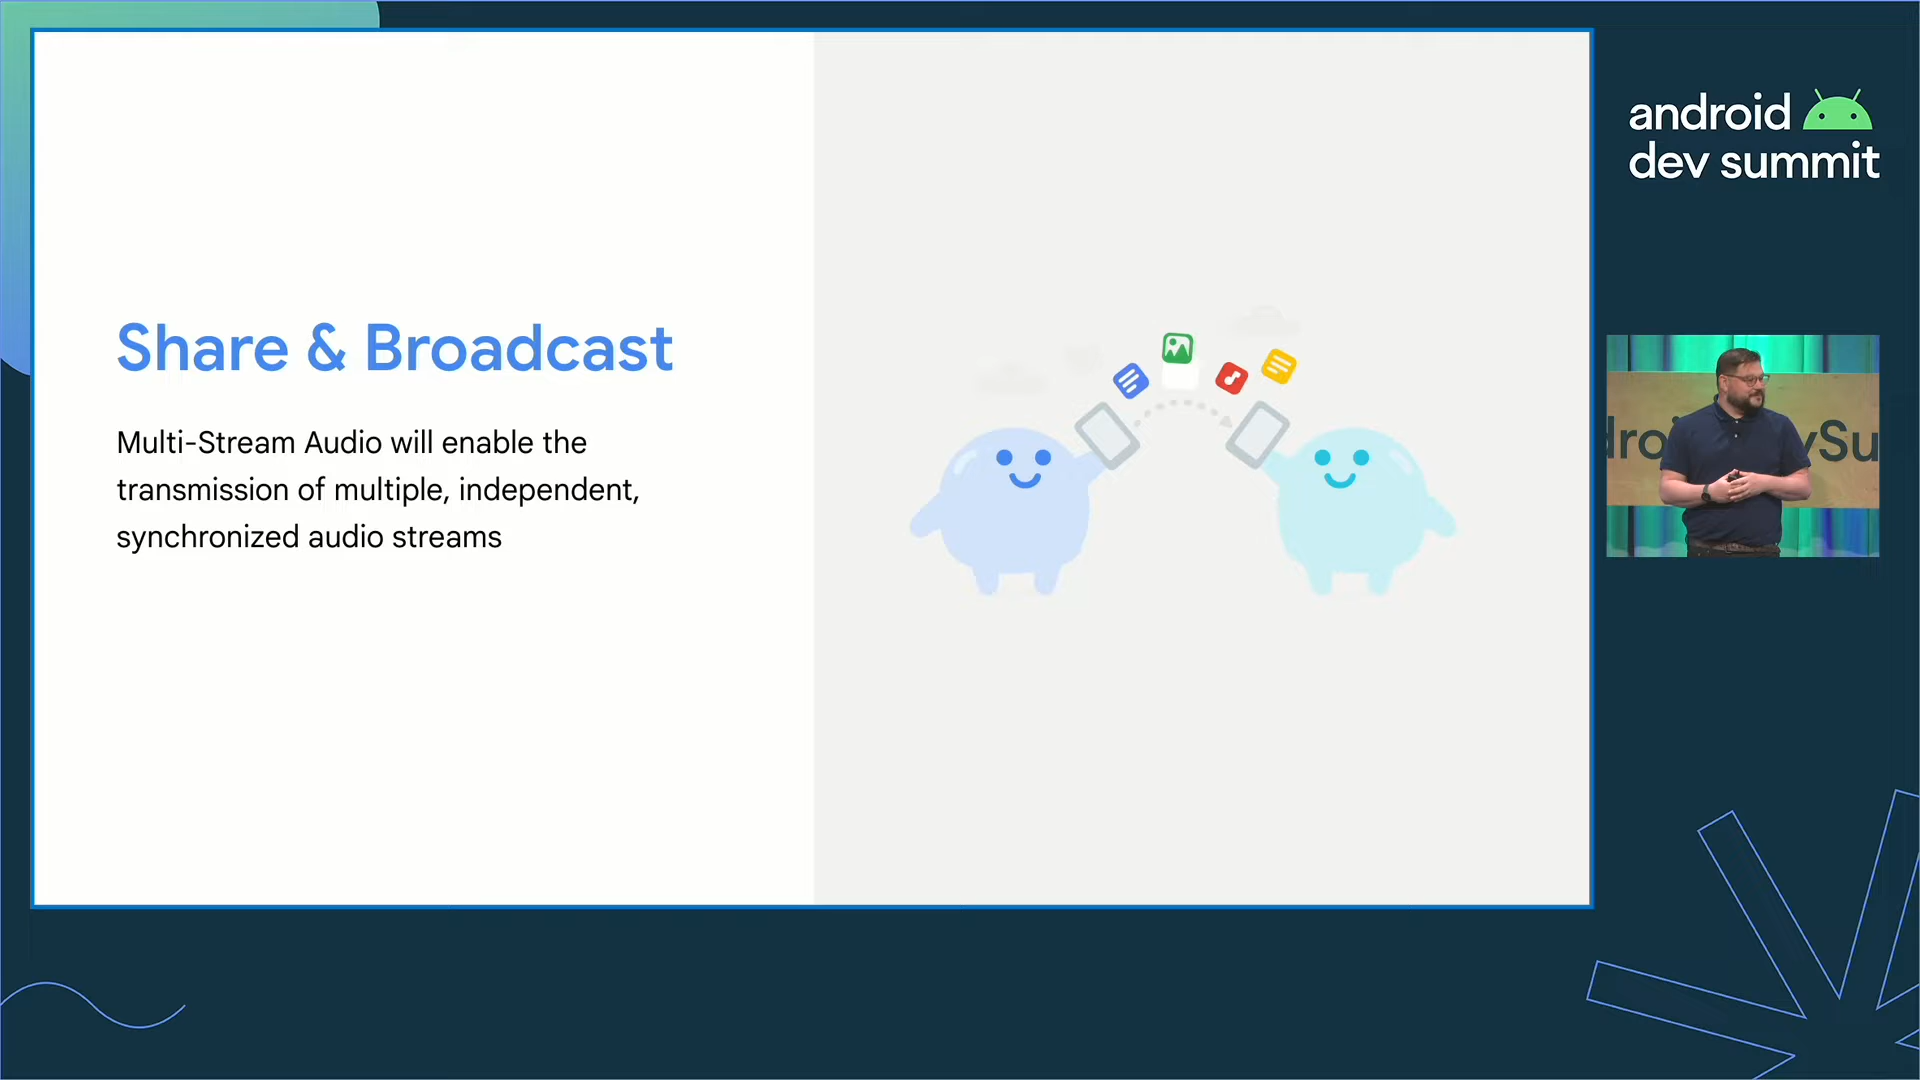 Share & Broadcast
Multi-Stream Audio will enable the
transmission of multiple, independent,
synchronized audio streams
android
dev summit